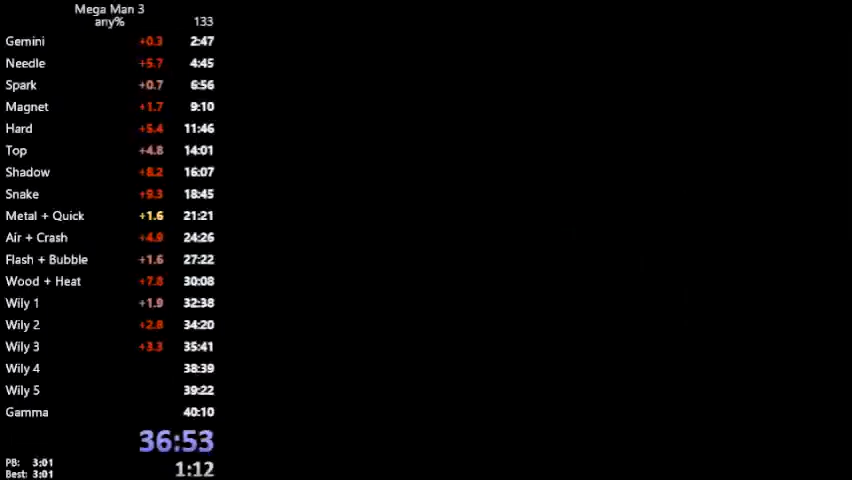 Mega Man 3
any% 133
Gemini +0.3 2:47
Needle +5.7 4:45
Spark +0.7 6:56
Magnet +1.7 9:10
Hard +5.4 11:46
Top +4.8 14:01
Shadow +8.2 16:07
Snake +9.3 18:45
Metal + Quick +1.6 21:21
Air + Crash +4.9 24:26
Flash + Bubble +1.6 27:22
Wood + Heat +7.8 30:08
Wily 1 +1.9 32:38
Wily 2 +2.8 34:20
Wily 3 +3.3 35:41
Wily 4 38:39
Wily 5 39:22
Gamma 40:10
36:53
PB: 3:01 1:12
Best: 3:01